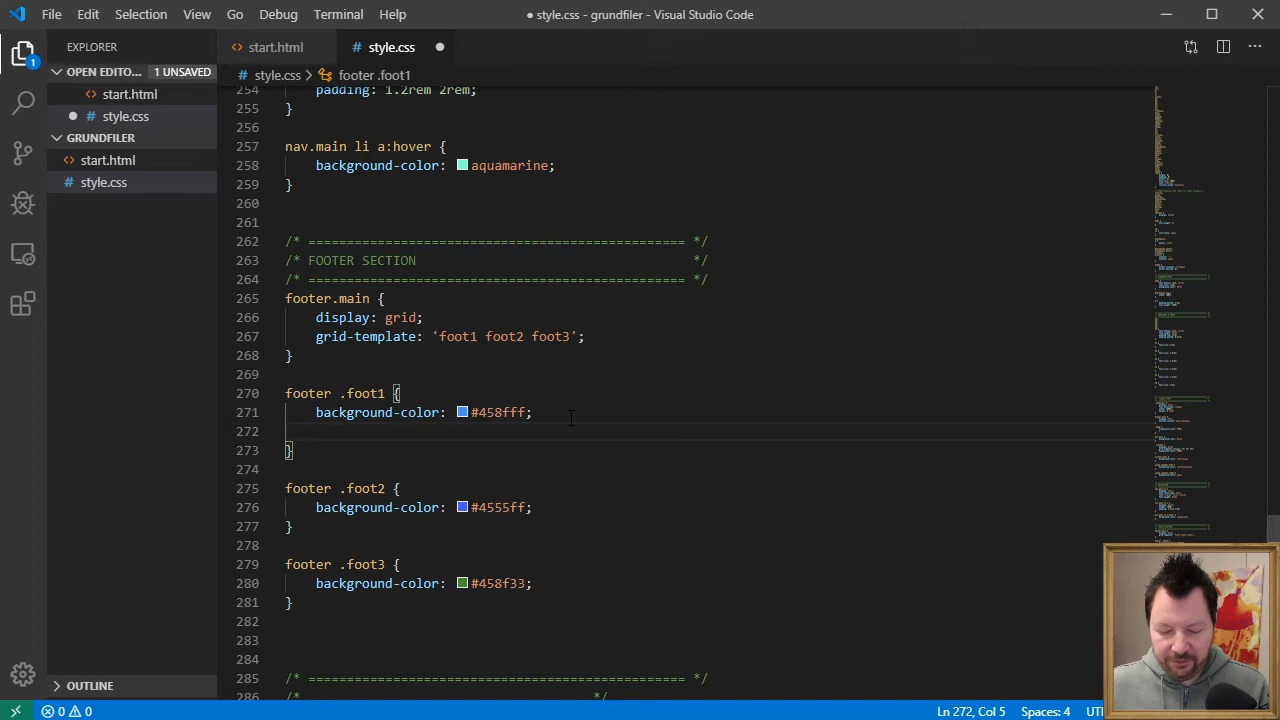 File Edit Selection View Go Debug Terminal Help
● style.css - grundfiler - Visual Studio Code
EXPLORER
OPEN EDITO... 1 UNSAVED
start.html
style.css
GRUNDFILER
start.html
style.css
OUTLINE
1
start.html
style.css
style.css > footer .foot1
254 padding: 1.2rem 2rem;
255 }
256
257 nav.main li a:hover {
258 background-color: aquamarine;
259 }
260
261
262 /* ================================================= */
263 /* FOOTER SECTION */
264 /* ================================================= */
265 footer.main {
266 display: grid;
267 grid-template: 'foot1 foot2 foot3';
268 }
269
270 footer .foot1 {
271 background-color: #458fff;
272
273 }
274
275 footer .foot2 {
276 background-color: #4555ff;
277 }
278
279 footer .foot3 {
280 background-color: #458f33;
281 }
282
283
284
285 /* ================================================= */
286 /* */
0 0 Ln 272, Col 5 Spaces: 4